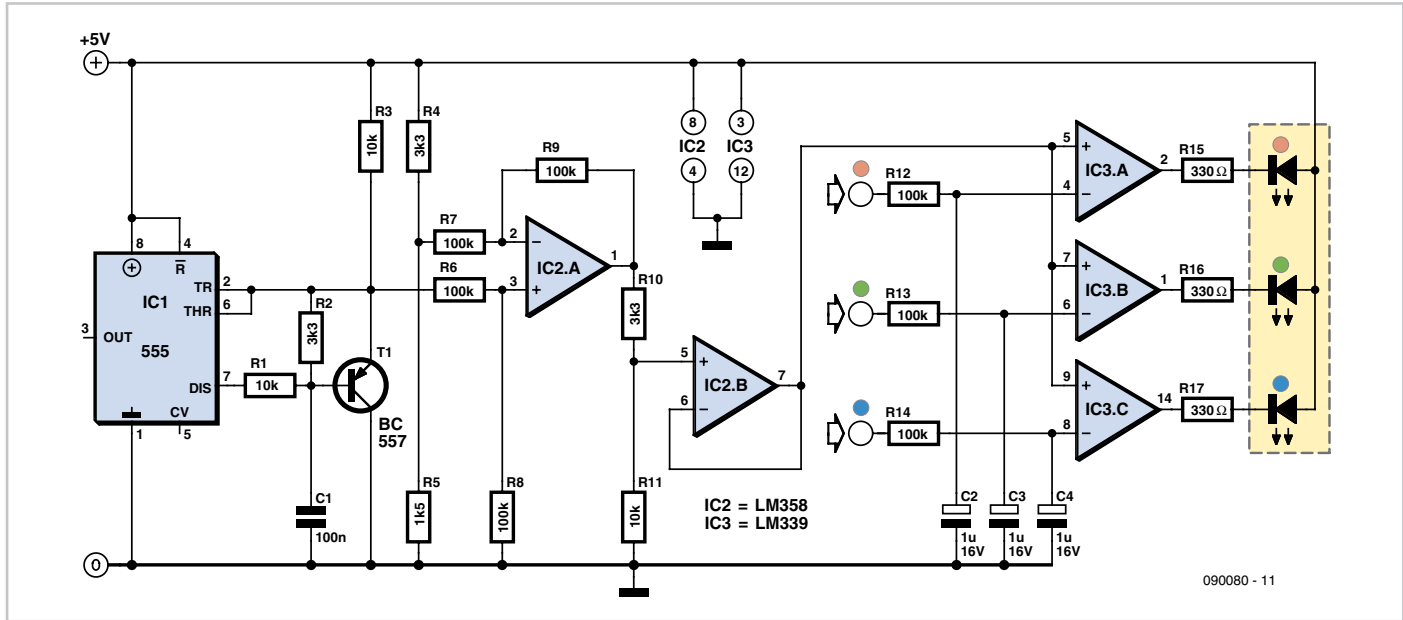 +5V
R3
10k
R4
3k3
R9
100k
8
IC2
4
3
IC3
12
8
4
R
IC1
2
TR
6
THR
3
OUT
555
7
DIS
CV
1
5
R1
10k
R2
3k3
T1
BC
557
C1
100n
R7
100k
R6
100k
2
−
3
+
IC2.A
1
R10
3k3
R5
1k5
R8
100k
R11
10k
5
+
6
−
IC2.B
7
R12
100k
R13
100k
R14
100k
5
+
4
−
IC3.A
2
R15
330 Ω
7
+
6
−
IC3.B
1
R16
330 Ω
9
+
8
−
IC3.C
14
R17
330 Ω
IC2 = LM358
IC3 = LM339
C2
1u
16V
C3
1u
16V
C4
1u
16V
0
090080 - 11